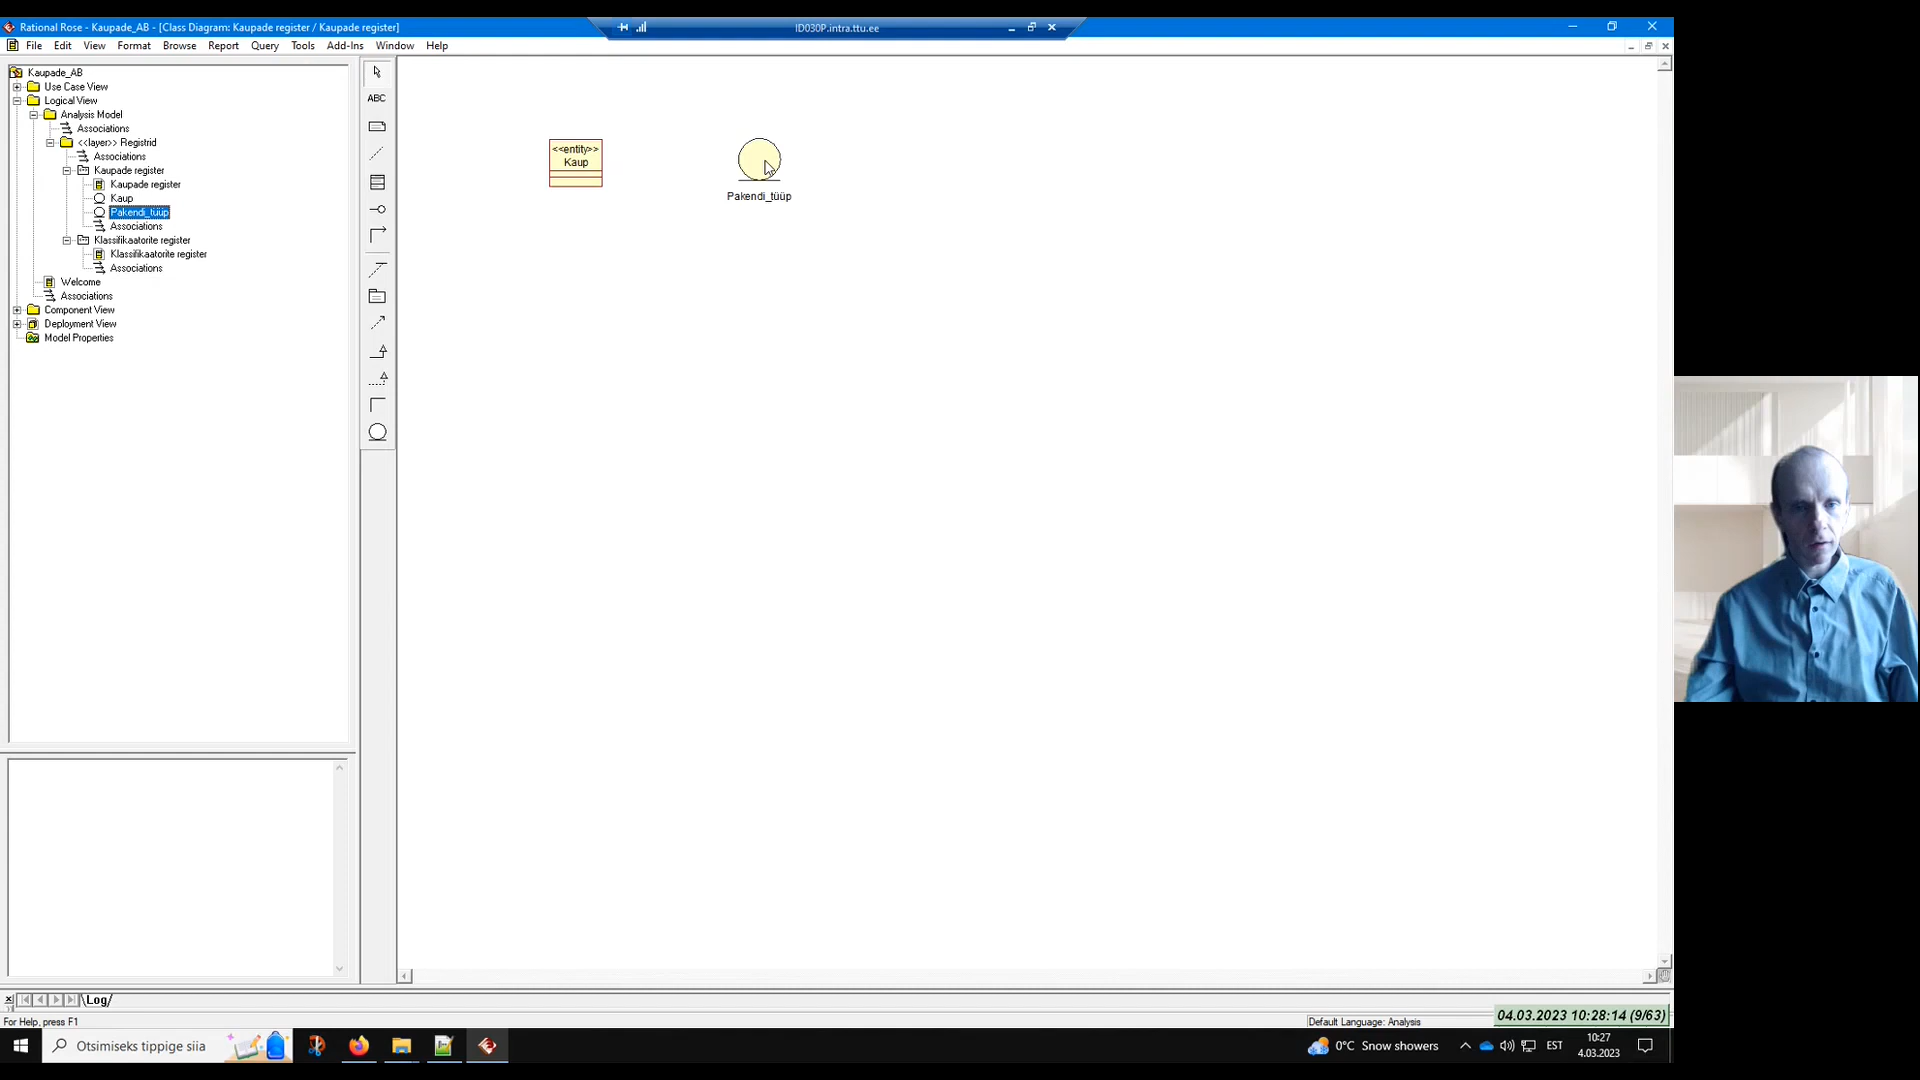 Rational Rose - Kaupade_AB - [Class Diagram: Kaupade register / Kaupade register]
ID030P.intra.ttu.ee
File Edit View Format Browse Report Query Tools Add-Ins Window Help
Kaupade_AB
Use Case View
Logical View
Analysis Model
Associations
<<layer>> Registrid
Associations
Kaupade register
Kaupade register
Kaup
Pakendi_tüüp
Associations
Klassifikaatorite register
Klassifikaatorite register
Associations
Welcome
Associations
Component View
Deployment View
Model Properties
ABC
<<entity>>
Kaup
Pakendi_tüüp
Log
For Help, press F1
Default Language: Analysis
04.03.2023 10:28:14 (9/63)
Otsimiseks tippige siia
0°C Snow showers
EST
10:27
4.03.2023